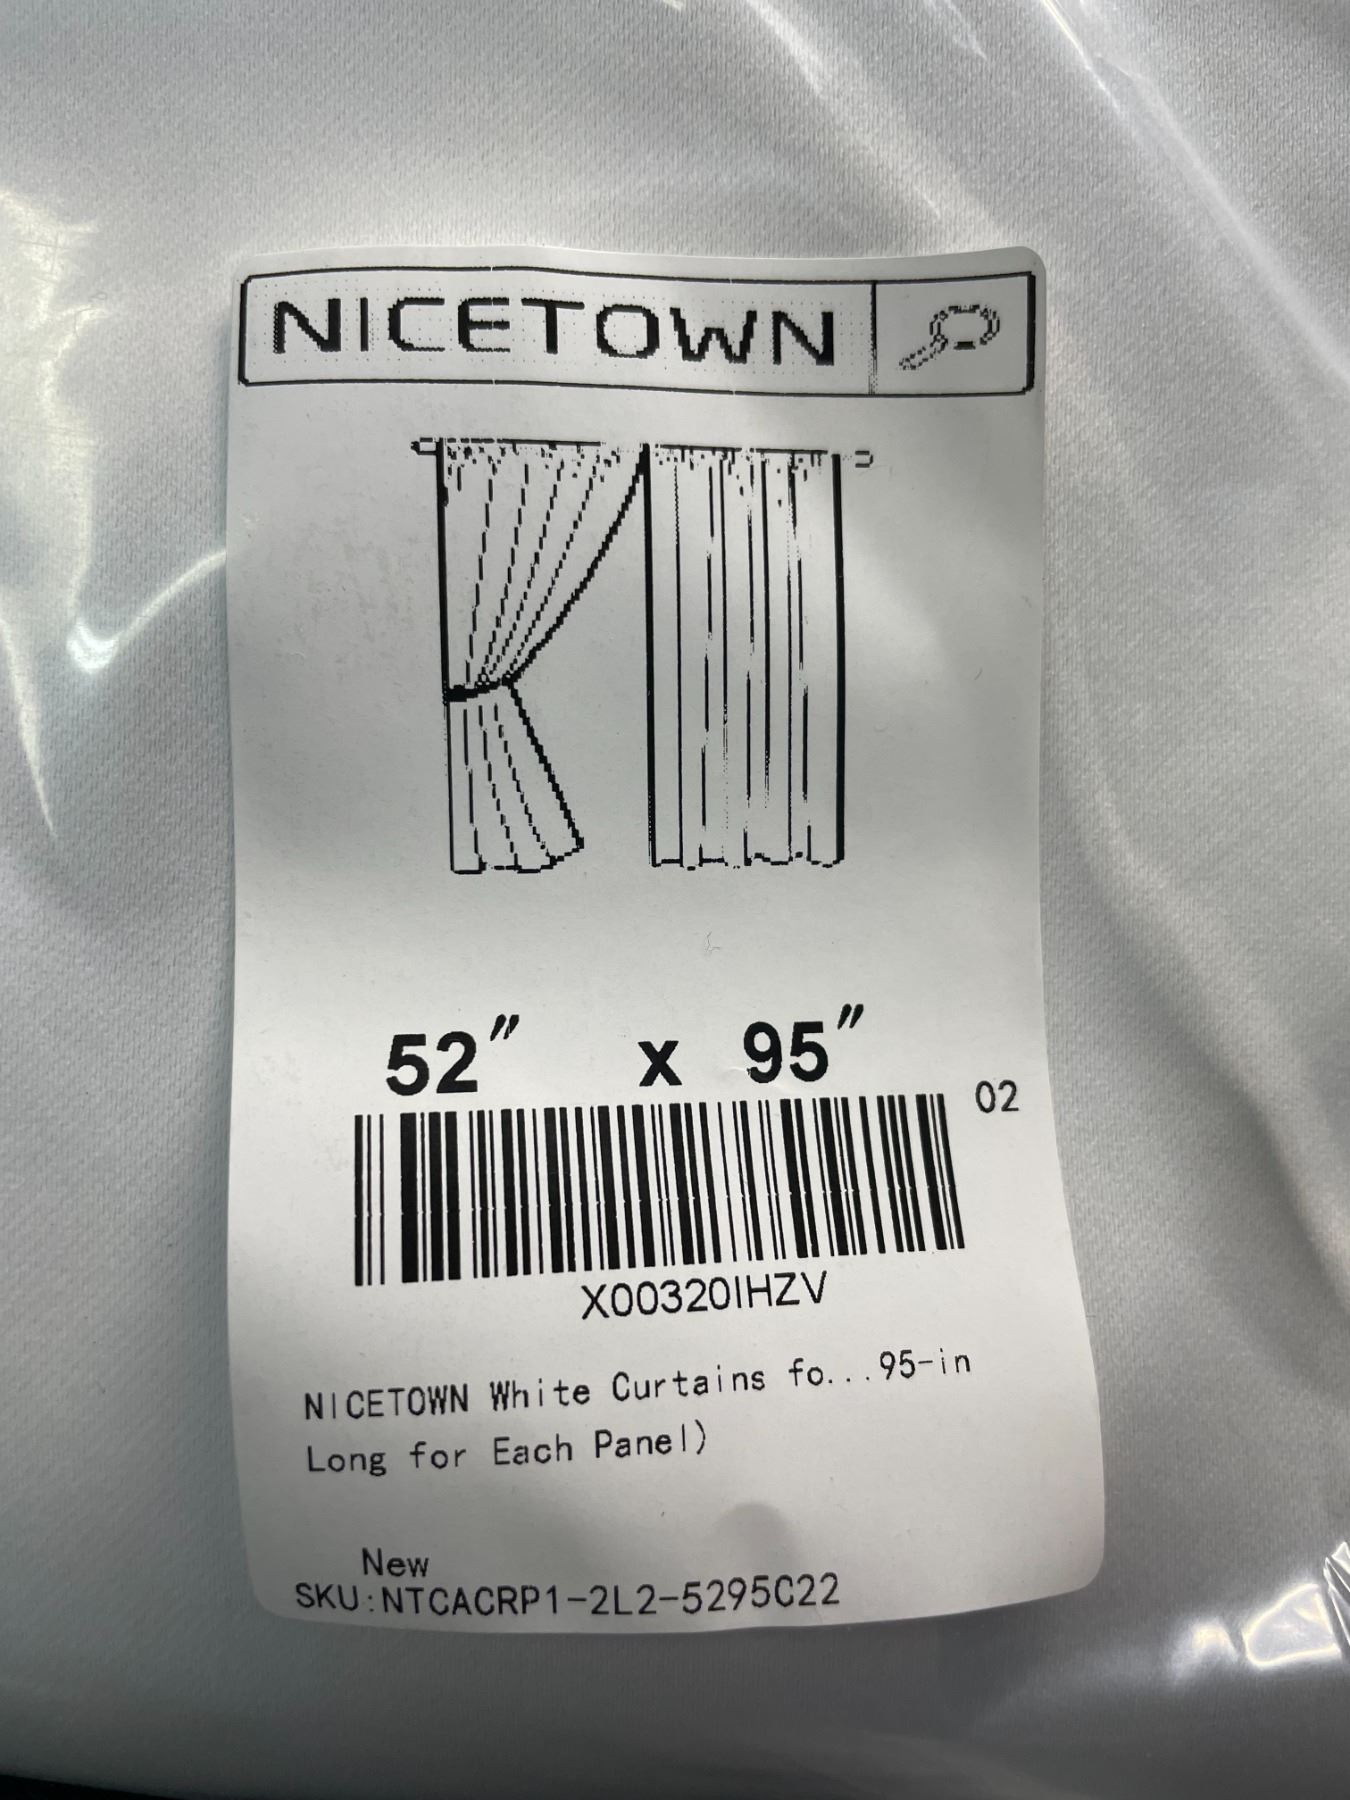 NICETOWN
52" x 95"
02
X00320IHZV
NICETOWN White Curtains fo...95-in
Long for Each Panel)
New
SKU:NTCACRP1-2L2-5295C22